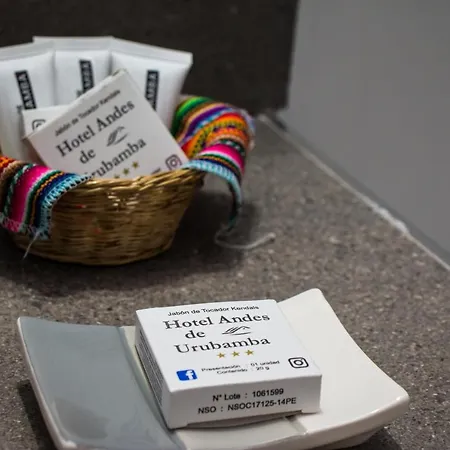 AMBA
Jabón de Tocador Kendals
Hotel Andes
de
Urubamba
Jabón de Tocador Kendals
Hotel Andes
de
Urubamba
Presentación : 01 unidad
Contenido : 20 g
N° Lote : 1061599
NSO : NSOC17125-14PE